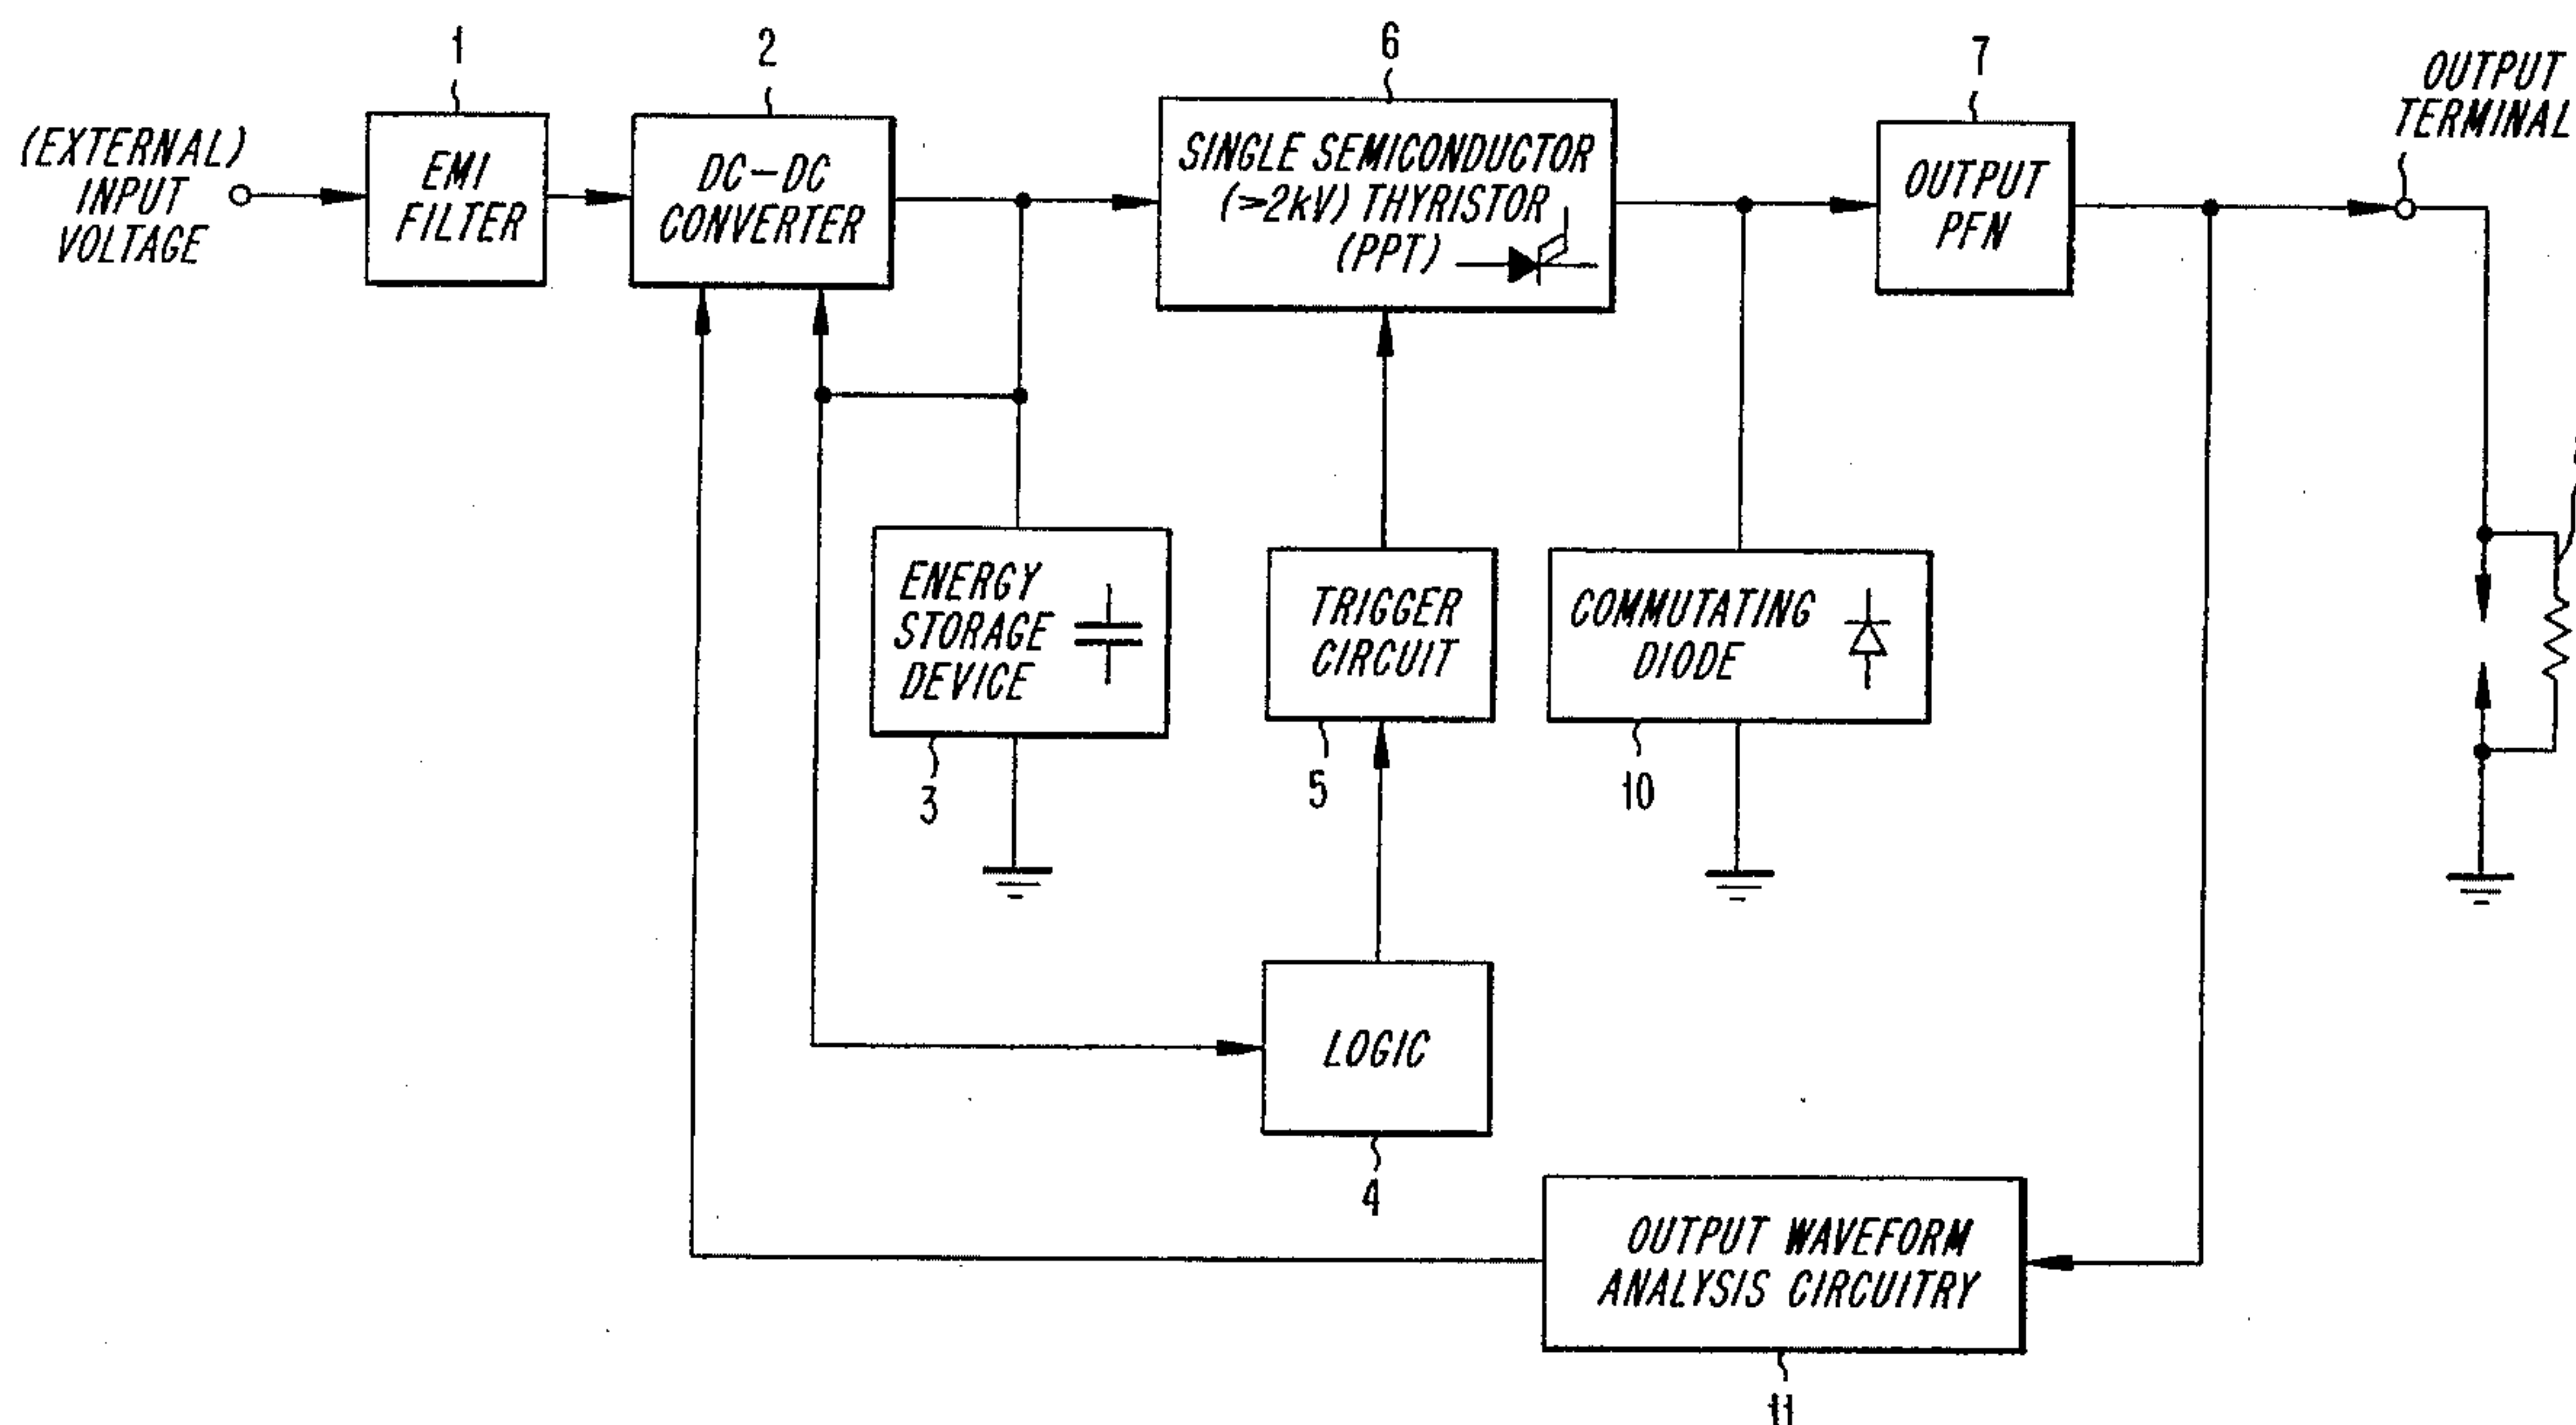 1
2
6
7
OUTPUT
TERMINAL
(EXTERNAL)
INPUT
VOLTAGE
EMI
FILTER
DC-DC
CONVERTER
SINGLE SEMICONDUCTOR
(>2kV) THYRISTOR
(PPT)
OUTPUT
PFN
ENERGY
STORAGE
DEVICE
3
TRIGGER
CIRCUIT
5
COMMUTATING
DIODE
10
LOGIC
4
OUTPUT WAVEFORM
ANALYSIS CIRCUITRY
11